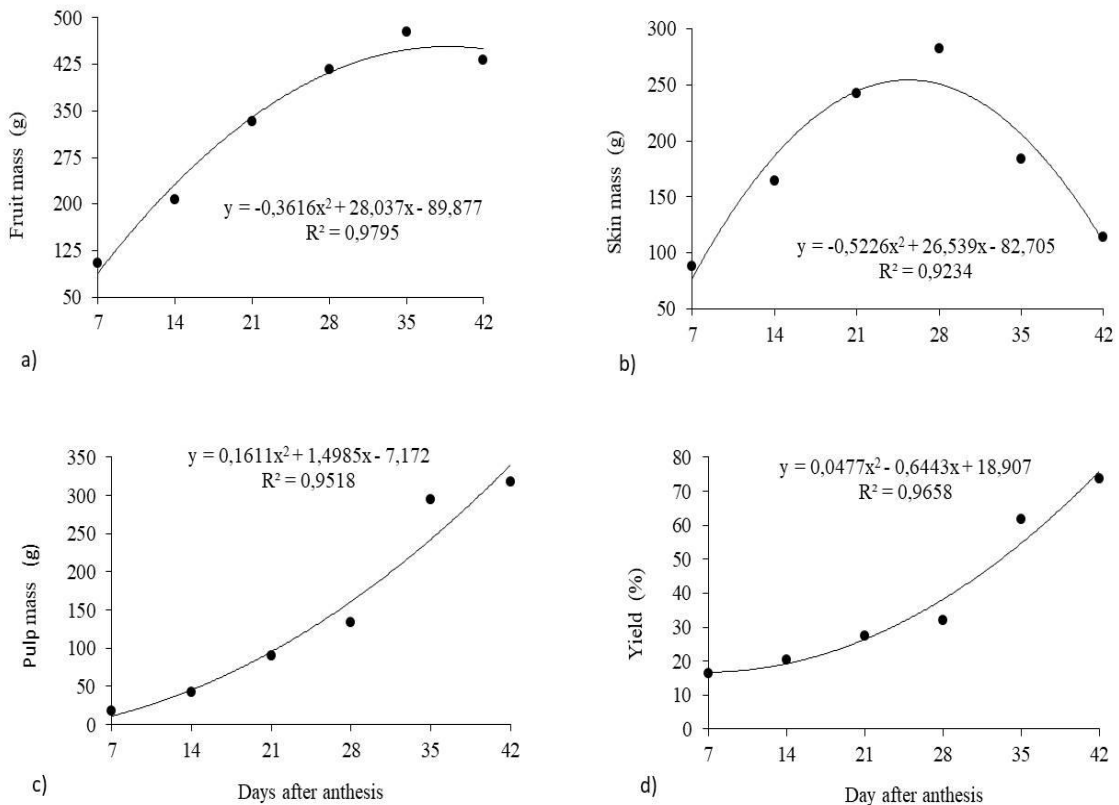 500
425
350
275
200
125
50
Fruit mass (g)
y = -0,3616x² + 28,037x - 89,877
R² = 0,9795
7 14 21 28 35 42
a)
300
250
200
150
100
50
Skin mass (g)
y = -0,5226x² + 26,539x - 82,705
R² = 0,9234
7 14 21 28 35 42
b)
350
300
250
200
150
100
50
0
Pulp mass (g)
y = 0,1611x² + 1,4985x - 7,172
R² = 0,9518
7 14 21 28 35 42
c)
Days after anthesis
80
70
60
50
40
30
20
10
0
Yield (%)
y = 0,0477x² - 0,6443x + 18,907
R² = 0,9658
7 14 21 28 35 42
d)
Day after anthesis